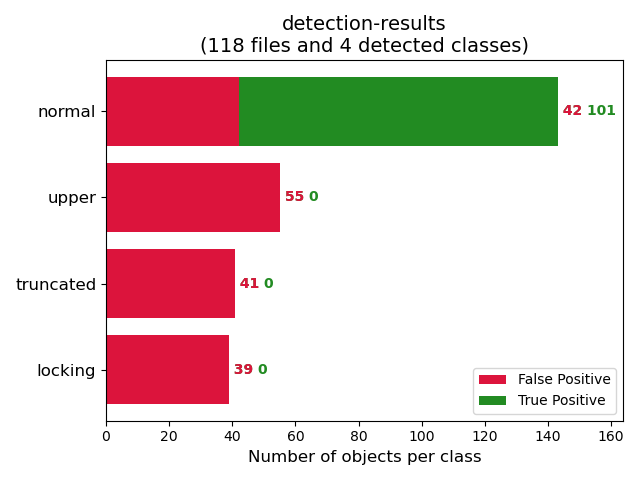 detection-results
(118 files and 4 detected classes)
normal
42 101
upper
55 0
truncated
41 0
locking
39 0
False Positive
True Positive
0 20 40 60 80 100 120 140 160
Number of objects per class